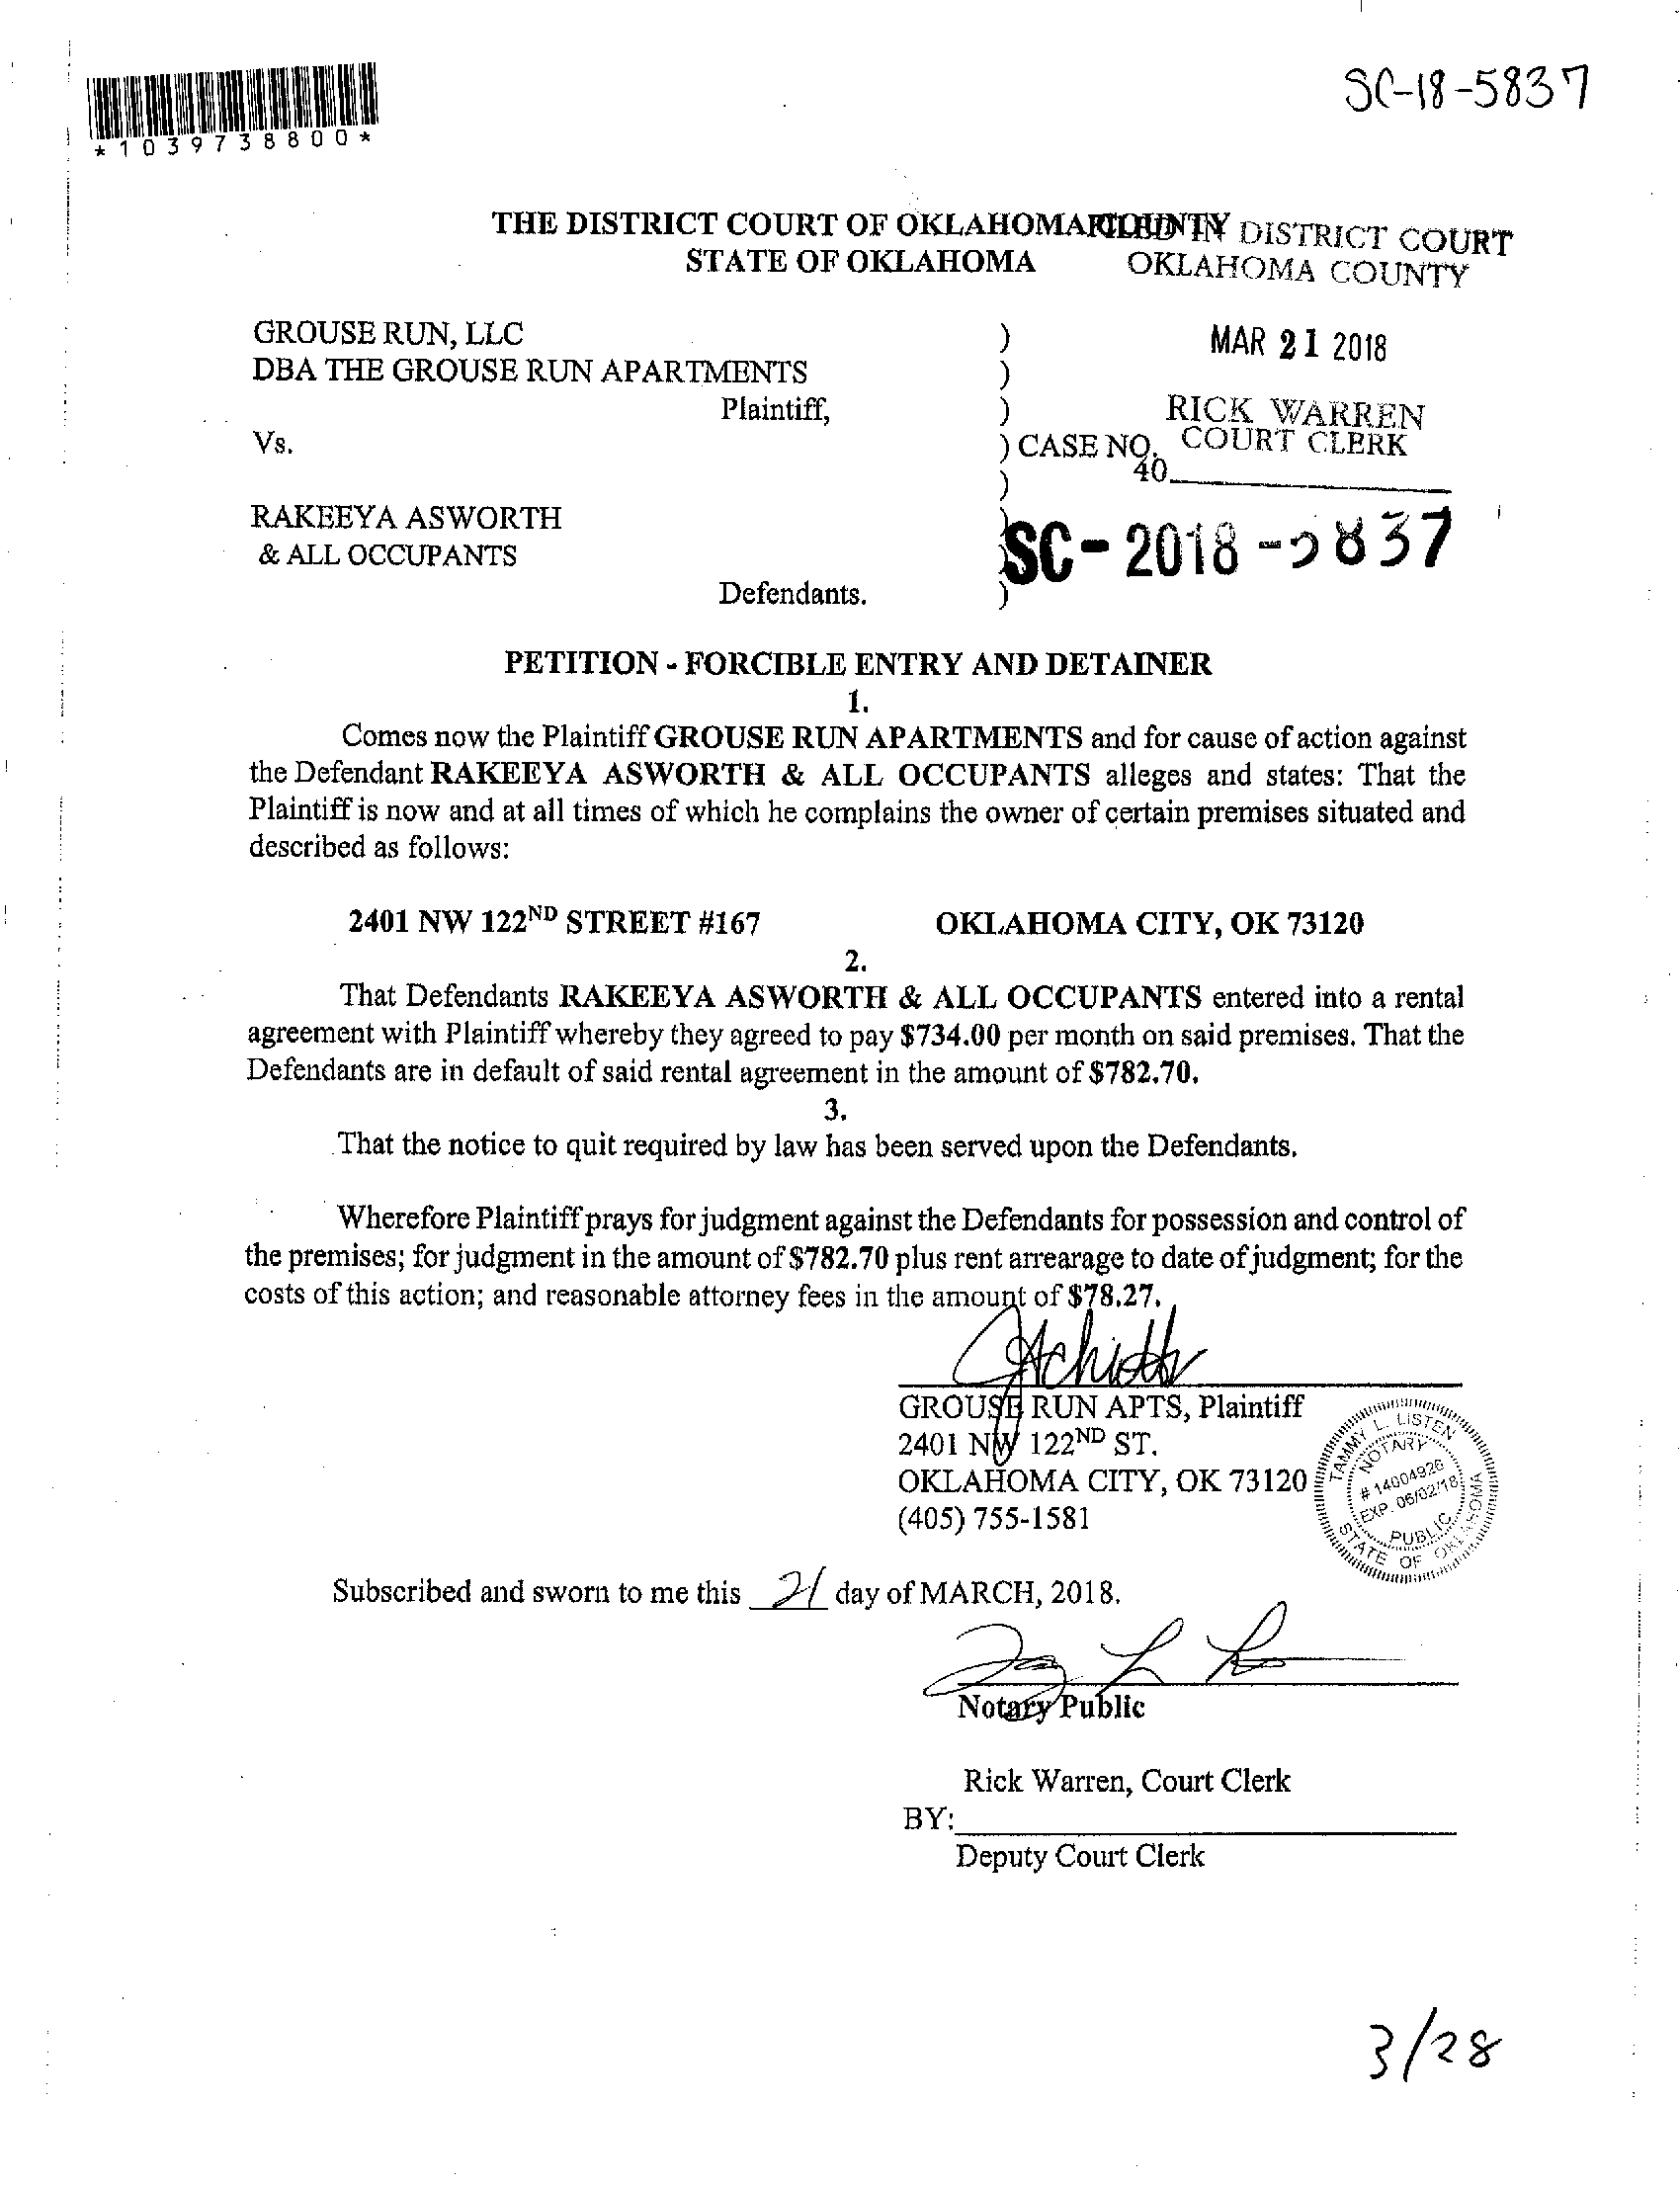 SC-18-5837
*1039738800*
THE DISTRICT COURT OF OKLAHOMA COUNTY
FILED IN DISTRICT COURT
STATE OF OKLAHOMA
OKLAHOMA COUNTY
GROUSE RUN, LLC )
MAR 21 2018
DBA THE GROUSE RUN APARTMENTS )
Plaintiff, )
RICK WARREN
Vs. ) CASE NO.
COURT CLERK
40
)
RAKEEYA ASWORTH )
SC-2018-5837
& ALL OCCUPANTS )
Defendants. )
PETITION - FORCIBLE ENTRY AND DETAINER
1.
Comes now the Plaintiff GROUSE RUN APARTMENTS and for cause of action against
the Defendant RAKEEYA ASWORTH & ALL OCCUPANTS alleges and states: That the
Plaintiff is now and at all times of which he complains the owner of certain premises situated and
described as follows:
2401 NW 122ND STREET #167 OKLAHOMA CITY, OK 73120
2.
That Defendants RAKEEYA ASWORTH & ALL OCCUPANTS entered into a rental
agreement with Plaintiff whereby they agreed to pay $734.00 per month on said premises. That the
Defendants are in default of said rental agreement in the amount of $782.70.
3.
That the notice to quit required by law has been served upon the Defendants.
Wherefore Plaintiff prays for judgment against the Defendants for possession and control of
the premises; for judgment in the amount of $782.70 plus rent arrearage to date of judgment; for the
costs of this action; and reasonable attorney fees in the amount of $78.27.
GROUSE RUN APTS, Plaintiff
2401 NW 122ND ST.
OKLAHOMA CITY, OK 73120
(405) 755-1581
TAMMY L. LISTEN
NOTARY
# 14004926
EXP. 06/02/18
PUBLIC
STATE OF OKLAHOMA
Subscribed and sworn to me this 21 day of MARCH, 2018.
Notary Public
Rick Warren, Court Clerk
BY:
Deputy Court Clerk
3/28